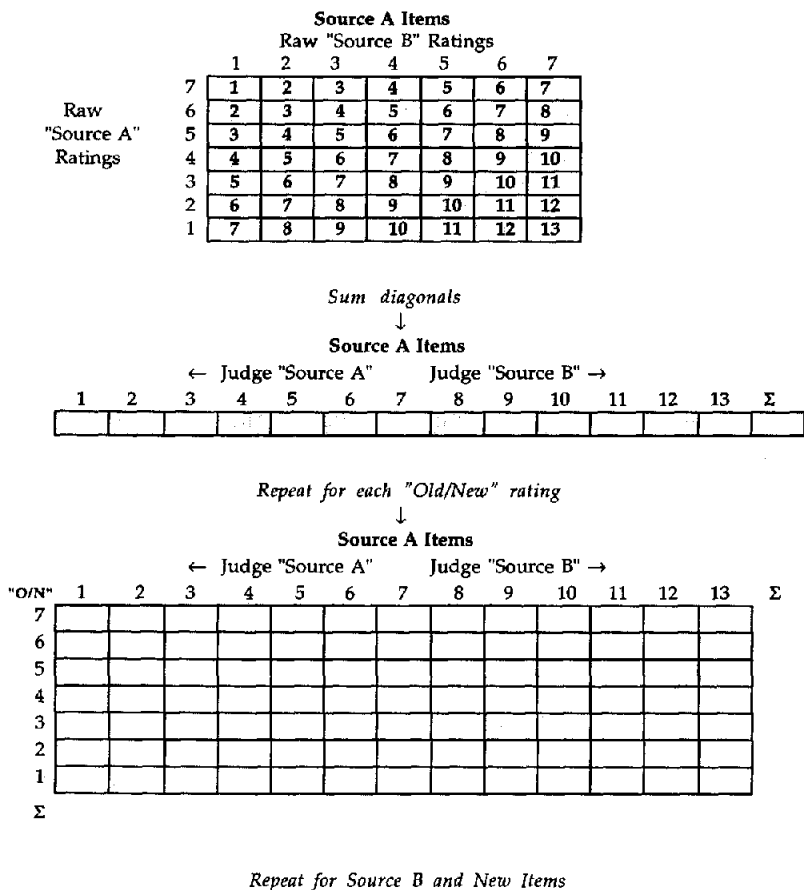 Source A Items
Raw "Source B" Ratings
1 2 3 4 5 6 7
7 1 2 3 4 5 6 7
Raw 6 2 3 4 5 6 7 8
"Source A" 5 3 4 5 6 7 8 9
Ratings 4 4 5 6 7 8 9 10
3 5 6 7 8 9 10 11
2 6 7 8 9 10 11 12
1 7 8 9 10 11 12 13
Sum diagonals
↓
Source A Items
← Judge "Source A" Judge "Source B" →
1 2 3 4 5 6 7 8 9 10 11 12 13 Σ
Repeat for each "Old/New" rating
↓
Source A Items
← Judge "Source A" Judge "Source B" →
"O/N" 1 2 3 4 5 6 7 8 9 10 11 12 13 Σ
7
6
5
4
3
2
1
Σ
Repeat for Source B and New Items